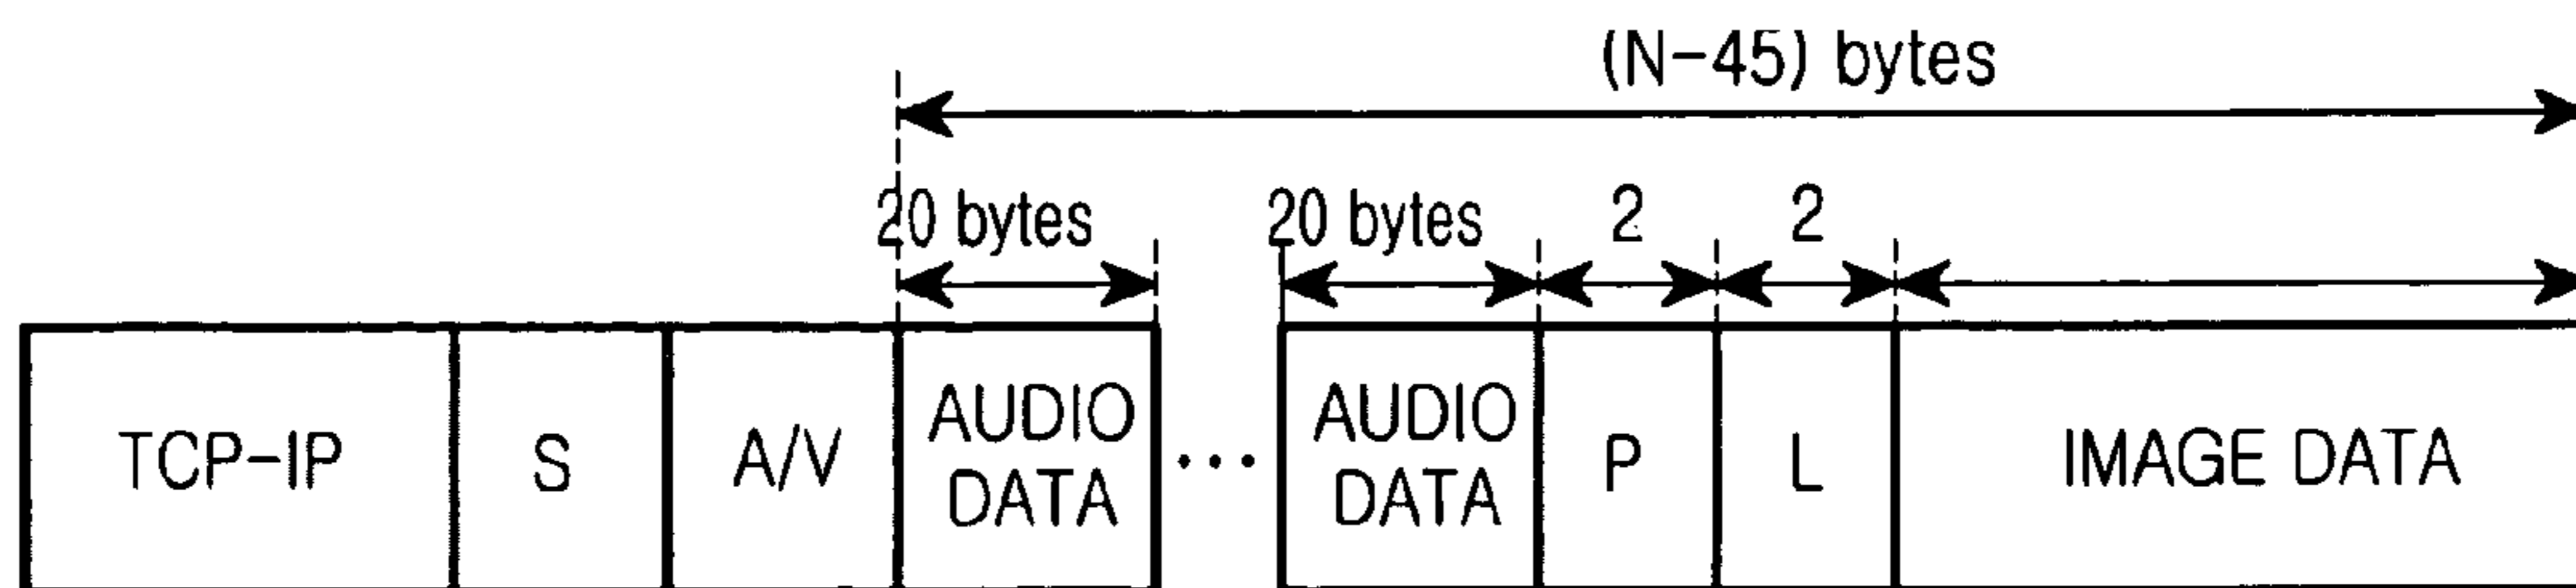 (N-45) bytes
20 bytes
20 bytes
2
2
TCP-IP
S
A/V
AUDIO
DATA
...
AUDIO
DATA
P
L
IMAGE DATA